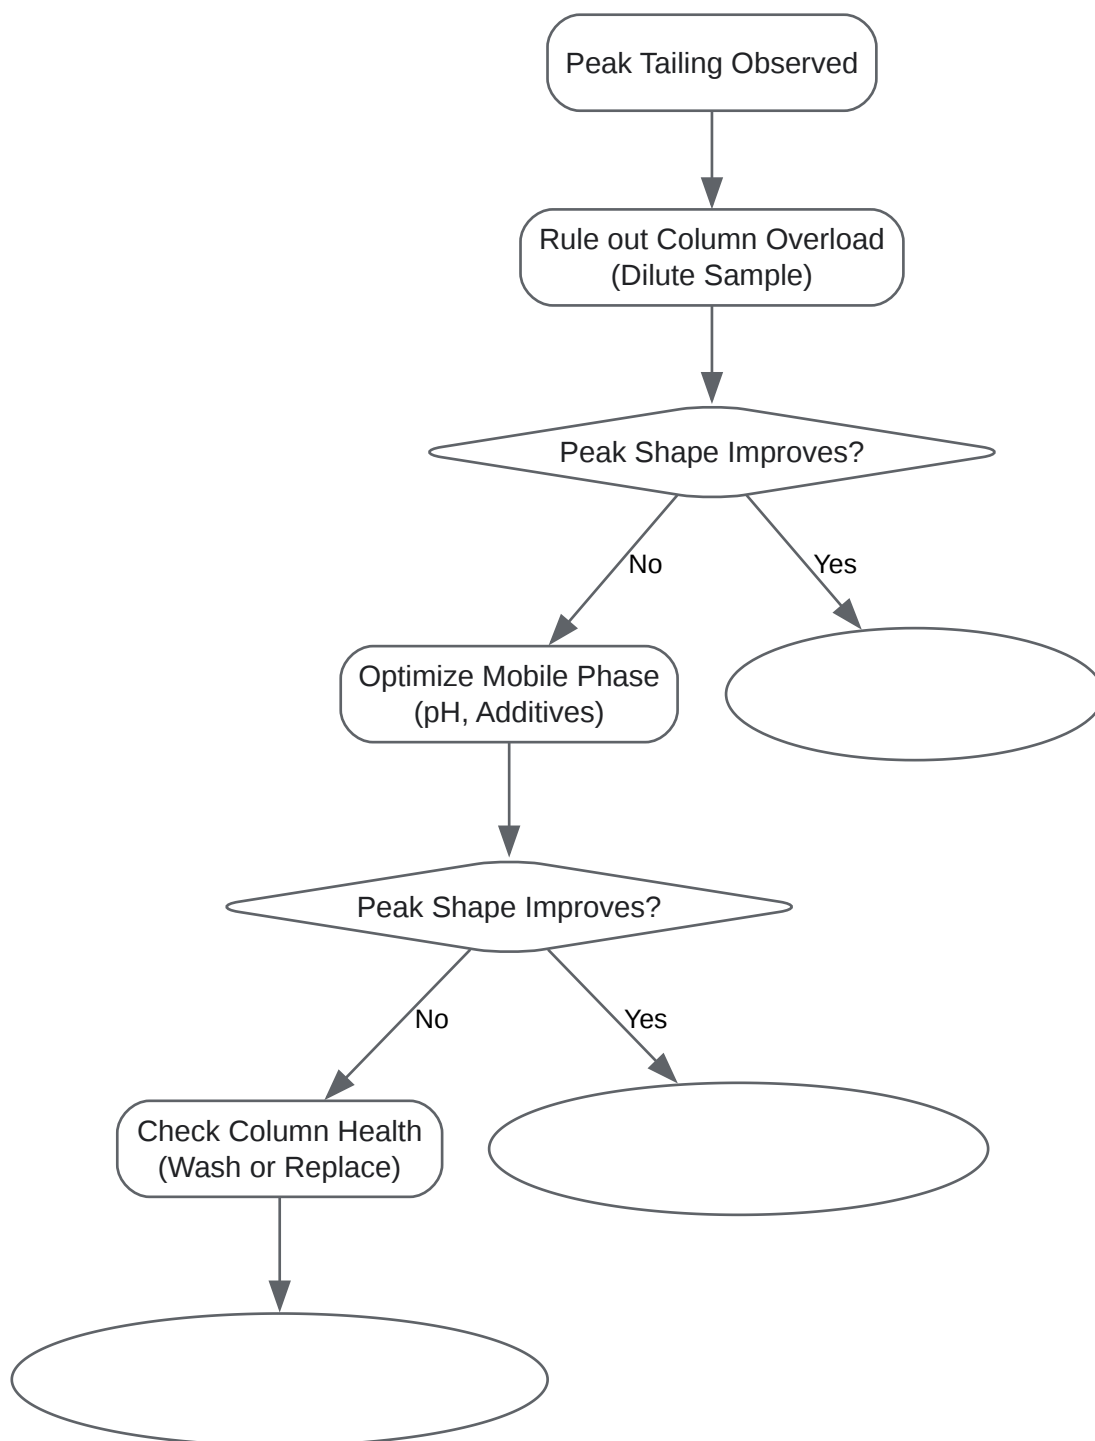 Peak Tailing Observed
Rule out Column Overload
(Dilute Sample)
Peak Shape Improves?
No
Yes
Optimize Mobile Phase
(pH, Additives)
Peak Shape Improves?
No
Yes
Check Column Health
(Wash or Replace)